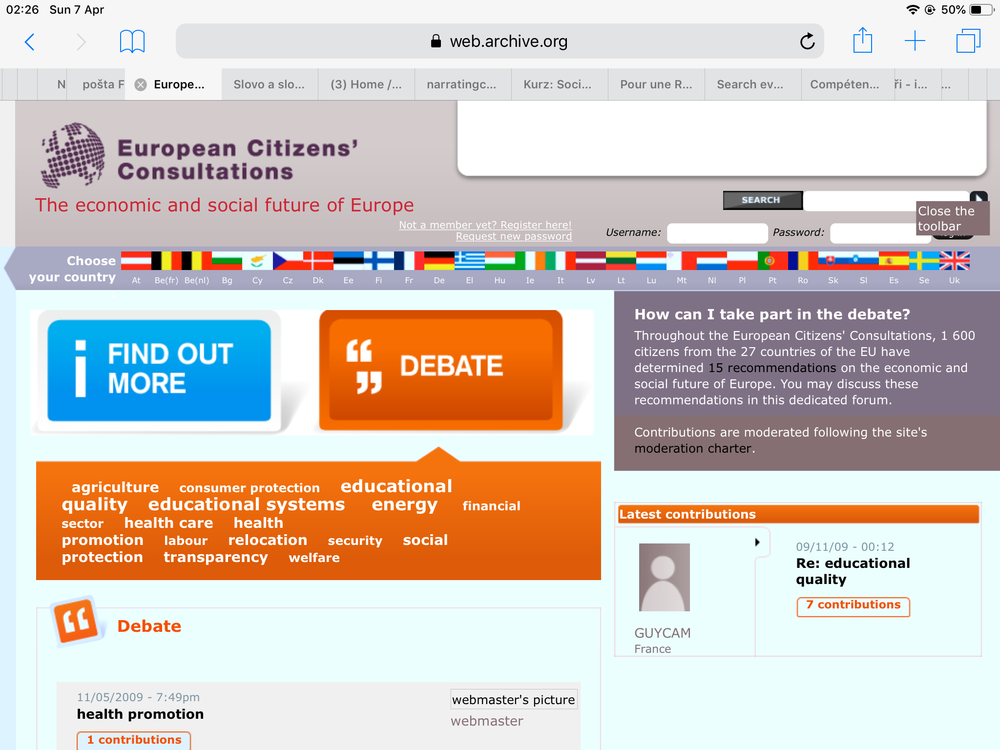 02:26 Sun 7 Apr
50%
web.archive.org
N
pošta F
Europe...
Slovo a slo...
(3) Home /...
narratingc...
Kurz: Soci...
Pour une R...
Search ev...
Compéten...
ři - i...
...
European Citizens'
Consultations
The economic and social future of Europe
SEARCH
Close the
toolbar
Not a member yet? Register here!
Request new password
Username:
Password:
Choose
your country
:
At Be(fr) Be(nl) Bg Cy Cz Dk Ee Fi Fr De El Hu Ie It Lv Lt Lu Mt Nl Pl Pt Ro Sk Sl Es Se Uk
i FIND OUT
MORE
“ DEBATE
”
agriculture consumer protection educational
quality educational systems energy financial
sector health care health
promotion labour relocation security social
protection transparency welfare
Debate
11/05/2009 - 7:49pm
health promotion
1 contributions
webmaster's picture
webmaster
How can I take part in the debate?
Throughout the European Citizens' Consultations, 1 600
citizens from the 27 countries of the EU have
determined 15 recommendations on the economic and
social future of Europe. You may discuss these
recommendations in this dedicated forum.
Contributions are moderated following the site's
moderation charter.
Latest contributions
09/11/09 - 00:12
Re: educational
quality
7 contributions
GUYCAM
France